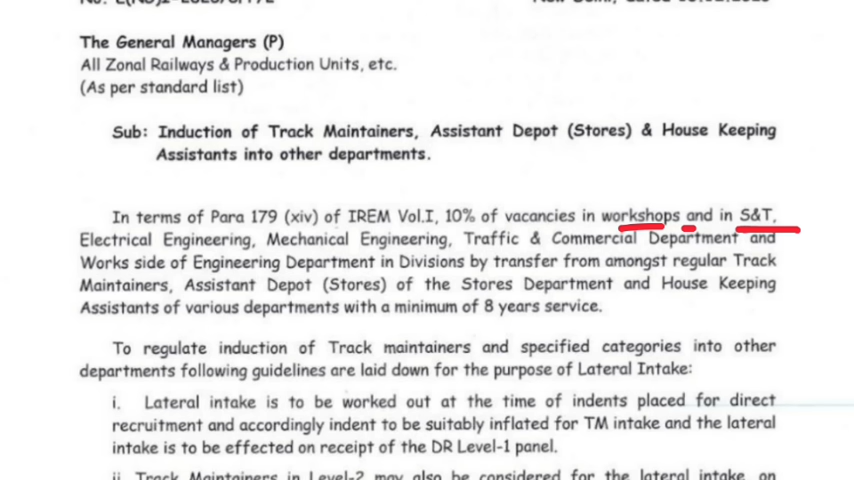 The General Managers (P)
All Zonal Railways & Production Units, etc.
(As per standard list)
Sub: Induction of Track Maintainers, Assistant Depot (Stores) & House Keeping
Assistants into other departments.
In terms of Para 179 (xiv) of IREM Vol.I, 10% of vacancies in workshops and in S&T,
Electrical Engineering, Mechanical Engineering, Traffic & Commercial Department and
Works side of Engineering Department in Divisions by transfer from amongst regular Track
Maintainers, Assistant Depot (Stores) of the Stores Department and House Keeping
Assistants of various departments with a minimum of 8 years service.
To regulate induction of Track maintainers and specified categories into other
departments following guidelines are laid down for the purpose of Lateral Intake:
i. Lateral intake is to be worked out at the time of indents placed for direct
recruitment and accordingly indent to be suitably inflated for TM intake and the lateral
intake is to be effected on receipt of the DR Level-1 panel.
ii. Track Maintainers in Level-2 may also be considered for the lateral intake, on